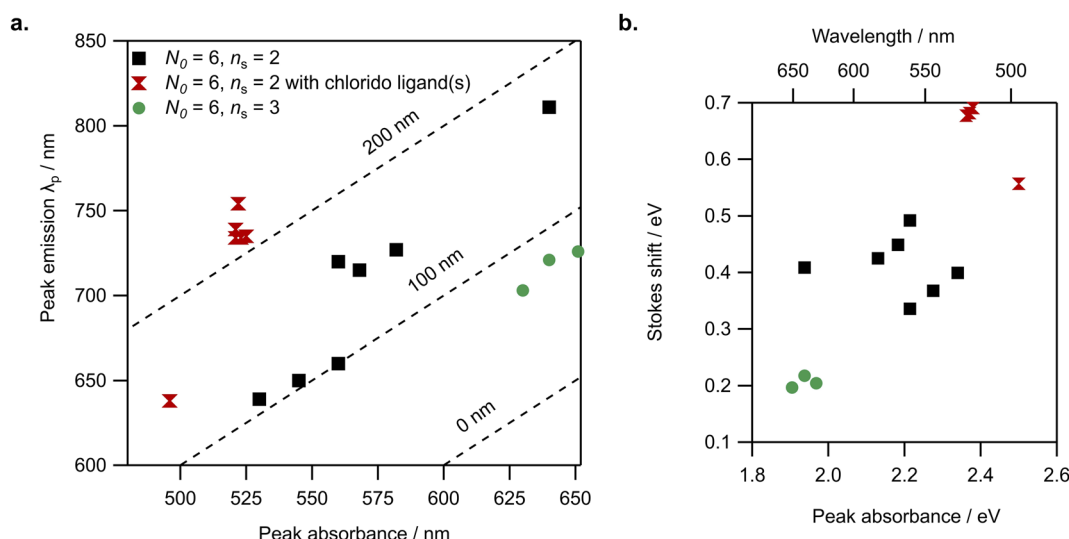 a.
850
800
750
700
650
600
Peak emission λp / nm
N0 = 6, ns = 2
N0 = 6, ns = 2 with chlorido ligand(s)
N0 = 6, ns = 3
200 nm
100 nm
0 nm
500 525 550 575 600 625 650
Peak absorbance / nm
b.
Wavelength / nm
650 600 550 500
0.7
0.6
0.5
0.4
0.3
0.2
0.1
Stokes shift / eV
1.8 2.0 2.2 2.4 2.6
Peak absorbance / eV